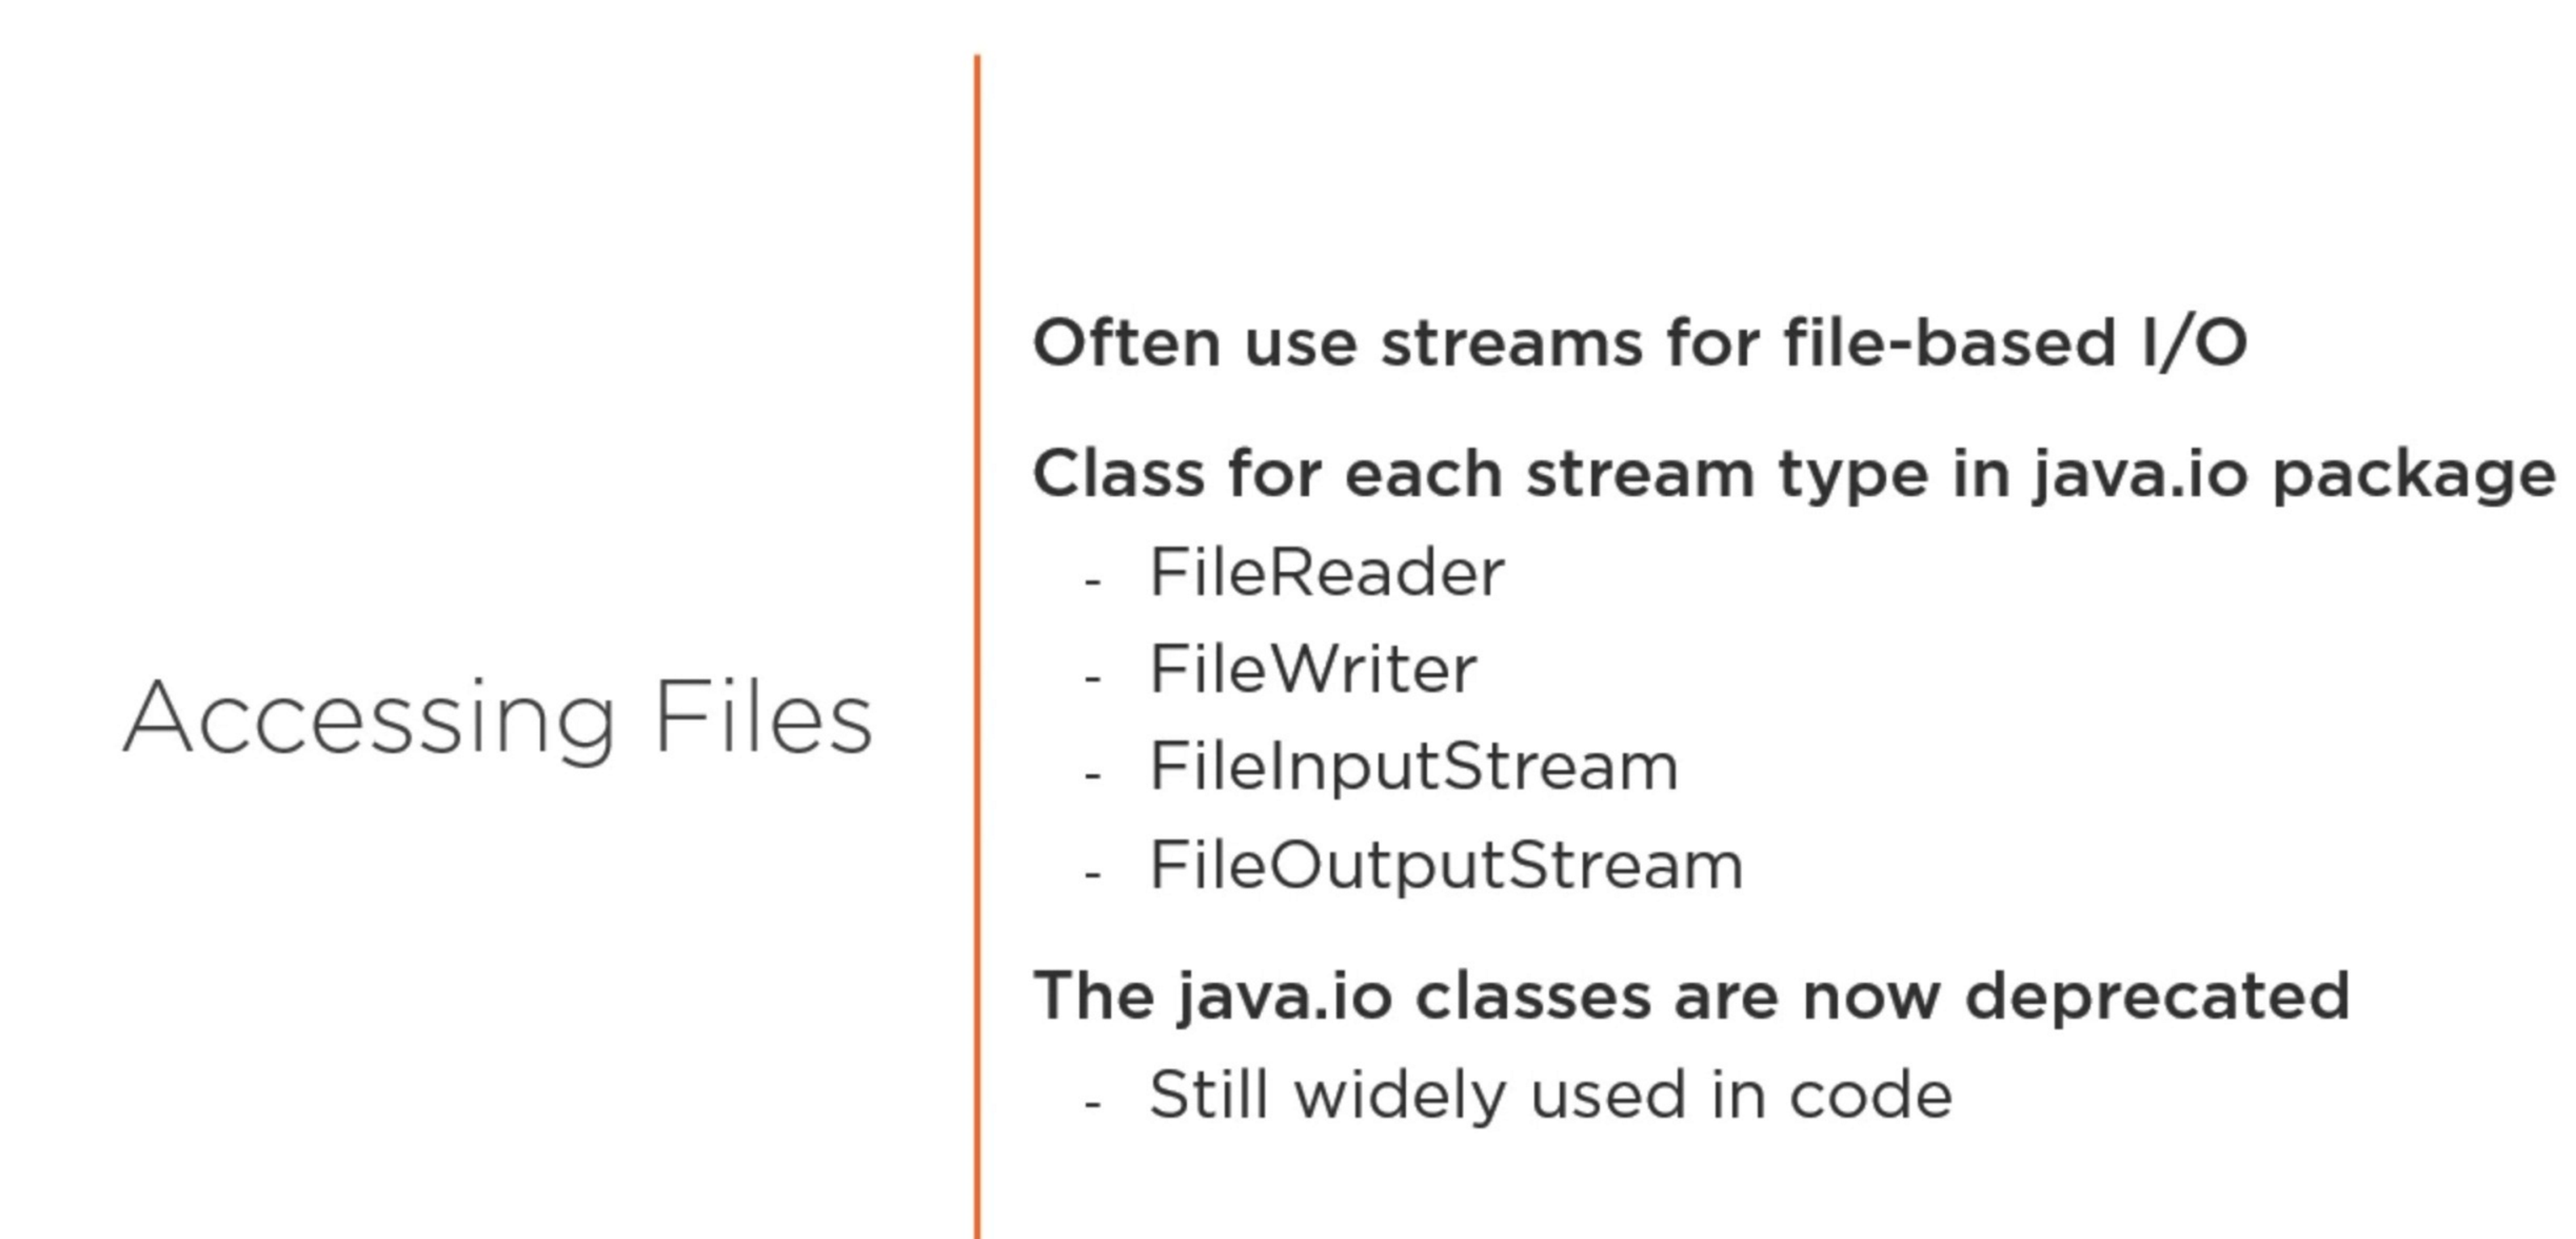 Accessing Files
Often use streams for file-based I/O
Class for each stream type in java.io package
- FileReader
- FileWriter
- FileInputStream
- FileOutputStream
The java.io classes are now deprecated
- Still widely used in code